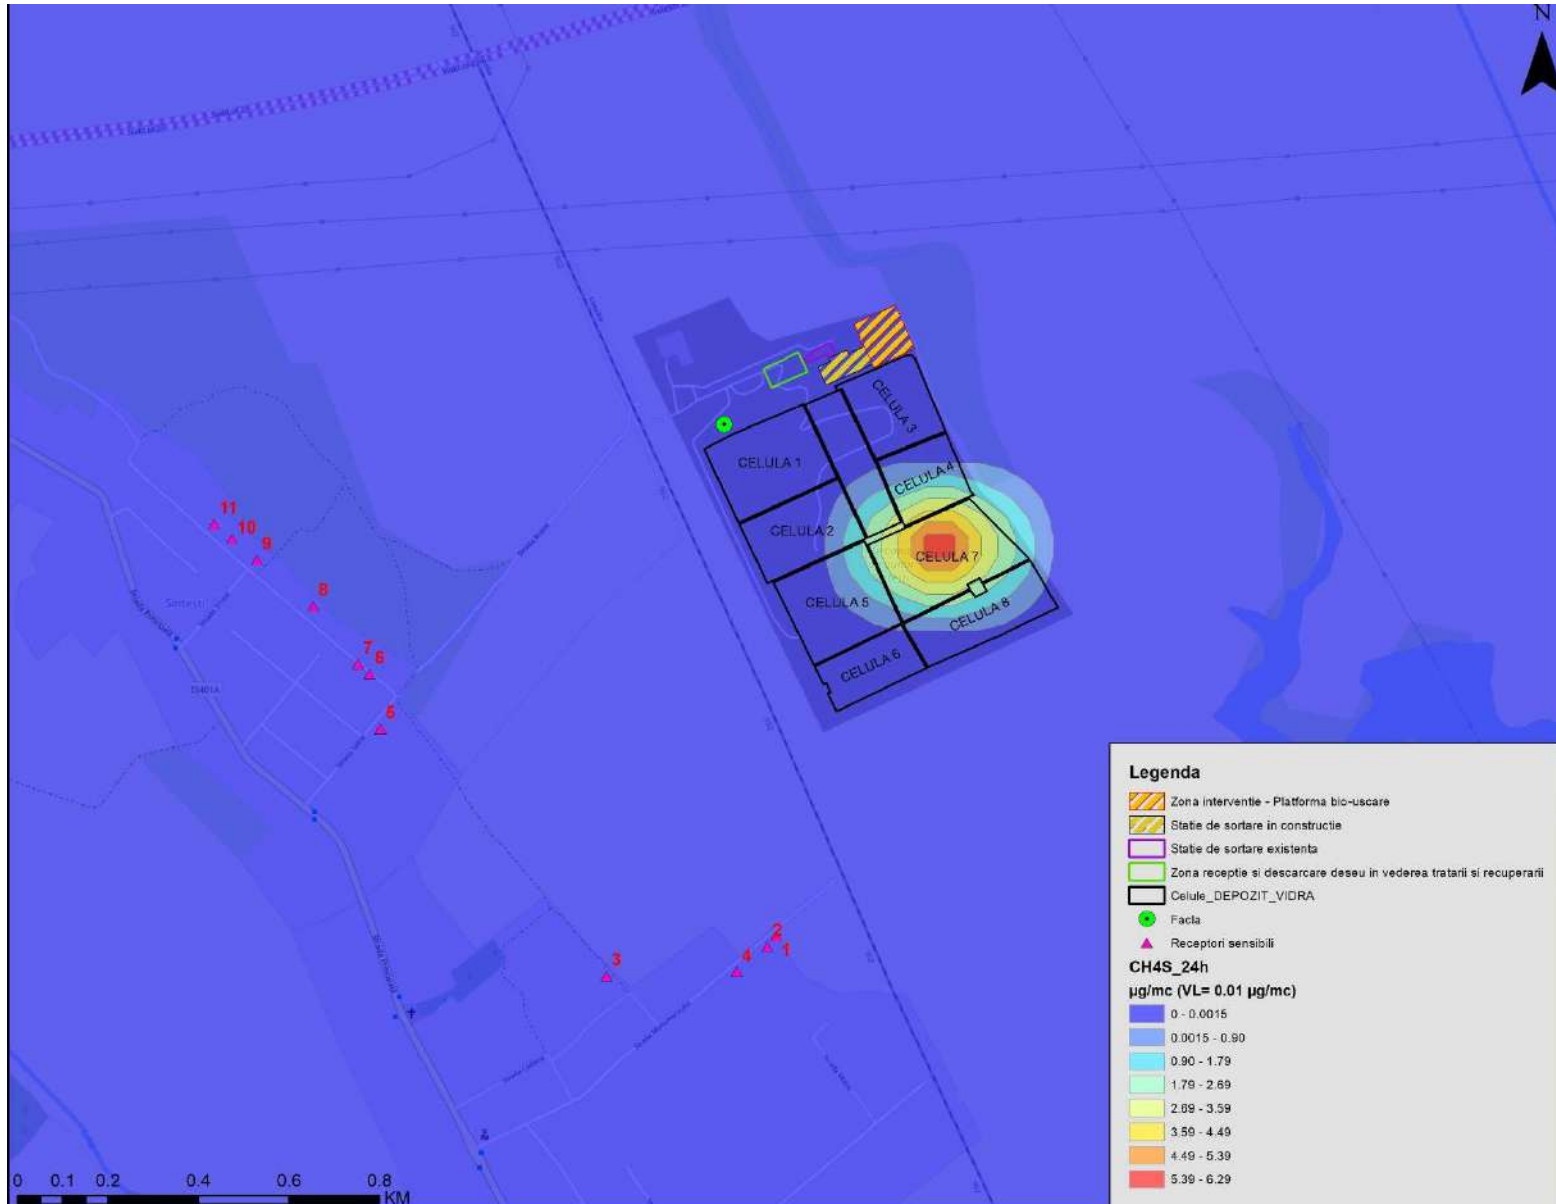 N
CELULA 3
CELULA 1
CELULA 4
CELULA 2
CELULA 7
CELULA 5
CELULA 8
CELULA 6
11
10
9
8
7
6
5
Sintesti
DJ401A
2
1
4
3
Legenda
Zona interventie - Platforma bio-uscare
Statie de sortare in constructie
Statie de sortare existenta
Zona receptie si descarcare deseu in vederea tratarii si recuperarii
Celule_DEPOZIT_VIDRA
Facla
Receptori sensibili
CH4S_24h
µg/mc (VL= 0.01 µg/mc)
0 - 0.0015
0.0015 - 0.90
0.90 - 1.79
1.79 - 2.69
2.69 - 3.59
3.59 - 4.49
4.49 - 5.39
5.39 - 6.29
0 0.1 0.2 0.4 0.6 0.8
KM